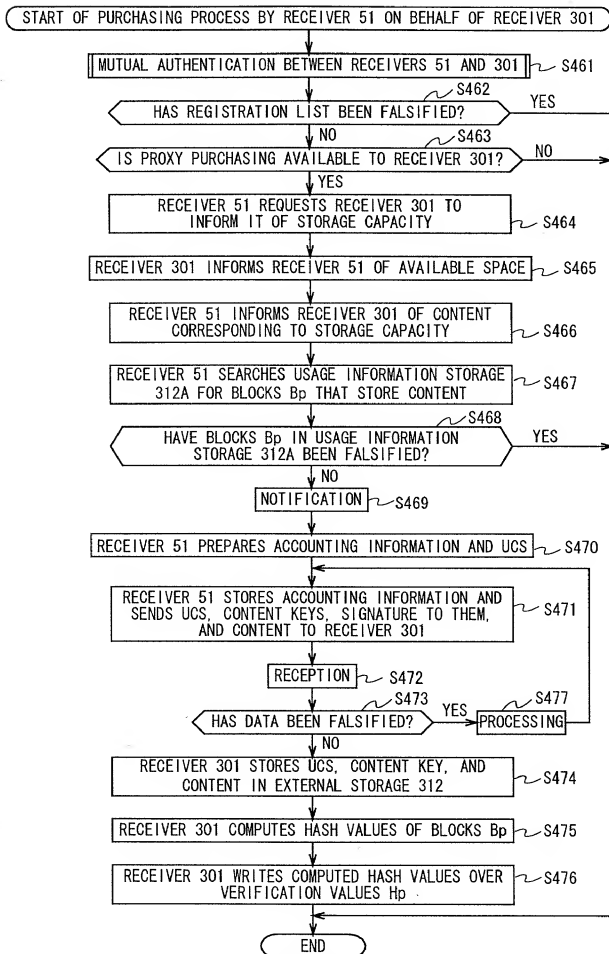 START OF PURCHASING PROCESS BY RECEIVER 51 ON BEHALF OF RECEIVER 301
MUTUAL AUTHENTICATION BETWEEN RECEIVERS 51 AND 301
S461
S462
HAS REGISTRATION LIST BEEN FALSIFIED?
YES
NO
S463
IS PROXY PURCHASING AVAILABLE TO RECEIVER 301?
NO
YES
RECEIVER 51 REQUESTS RECEIVER 301 TO
INFORM IT OF STORAGE CAPACITY
S464
RECEIVER 301 INFORMS RECEIVER 51 OF AVAILABLE SPACE
S465
RECEIVER 51 INFORMS RECEIVER 301 OF CONTENT
CORRESPONDING TO STORAGE CAPACITY
S466
RECEIVER 51 SEARCHES USAGE INFORMATION STORAGE
312A FOR BLOCKS Bp THAT STORE CONTENT
S467
S468
HAVE BLOCKS Bp IN USAGE INFORMATION
STORAGE 312A BEEN FALSIFIED?
YES
NO
NOTIFICATION
S469
RECEIVER 51 PREPARES ACCOUNTING INFORMATION AND UCS
S470
RECEIVER 51 STORES ACCOUNTING INFORMATION AND
SENDS UCS, CONTENT KEYS, SIGNATURE TO THEM,
AND CONTENT TO RECEIVER 301
S471
RECEPTION
S472
S473
HAS DATA BEEN FALSIFIED?
YES
S477
PROCESSING
NO
RECEIVER 301 STORES UCS, CONTENT KEY, AND
CONTENT IN EXTERNAL STORAGE 312
S474
RECEIVER 301 COMPUTES HASH VALUES OF BLOCKS Bp
S475
RECEIVER 301 WRITES COMPUTED HASH VALUES OVER
VERIFICATION VALUES Hp
S476
END